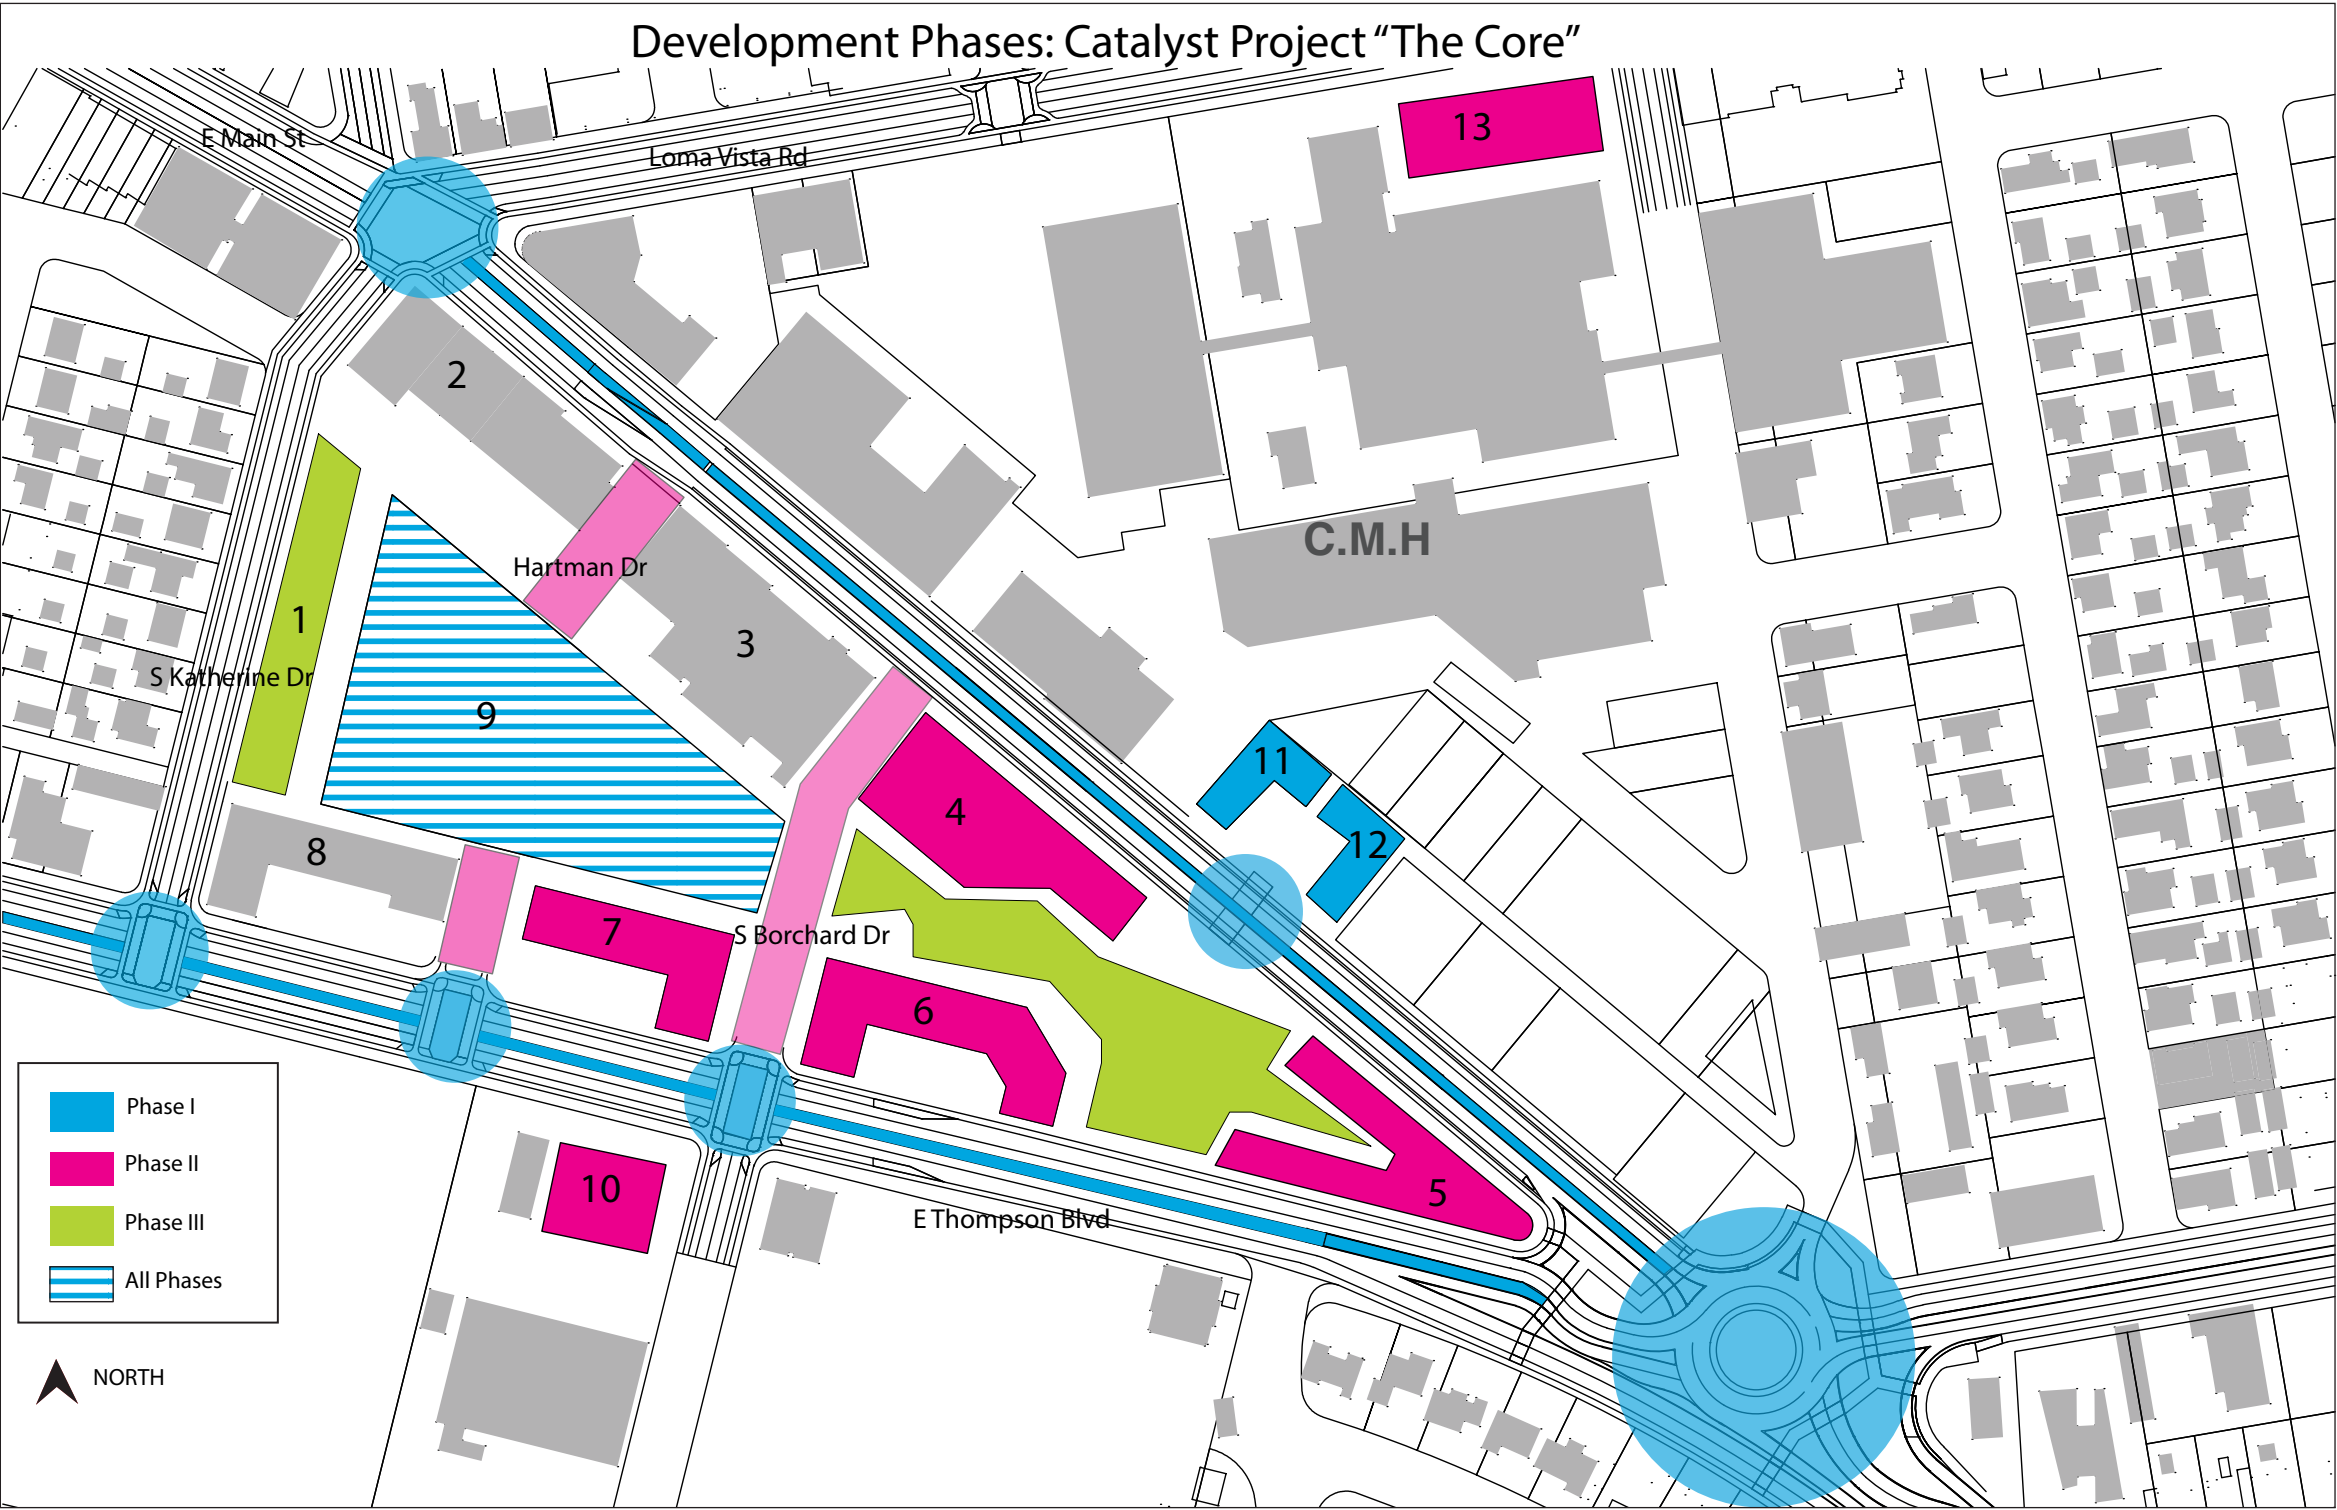 Development Phases: Catalyst Project “The Core”
13
E Main St
Loma Vista Rd
2
C.M.H
Hartman Dr
1
3
S Katherine Dr
9
11
4
12
8
7
S Borchard Dr
6
Phase I
Phase II
10
5
E Thompson Blvd
Phase III
All Phases
NORTH